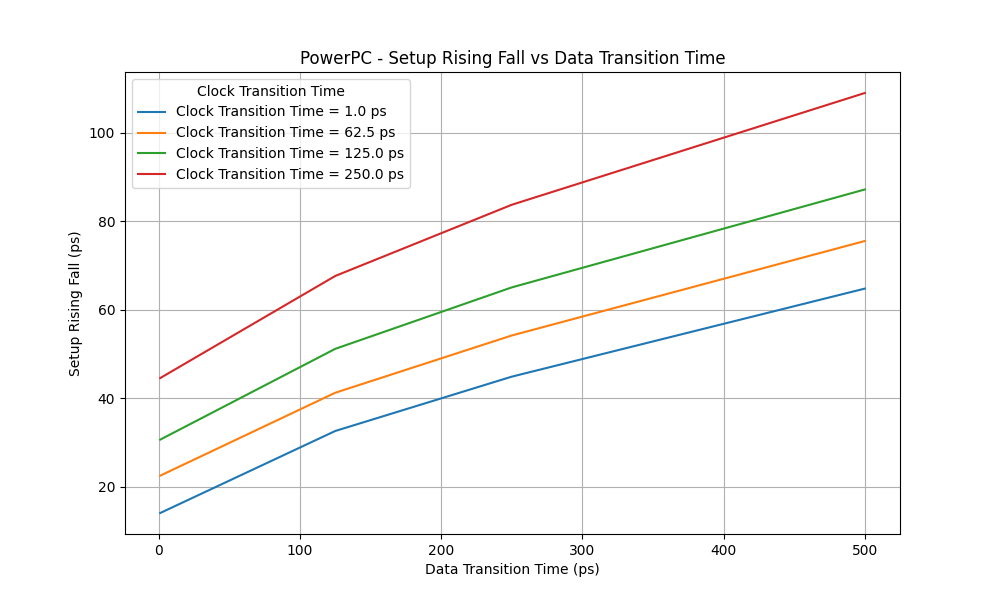 PowerPC - Setup Rising Fall vs Data Transition Time
Clock Transition Time
Clock Transition Time = 1.0 ps
Clock Transition Time = 62.5 ps
Clock Transition Time = 125.0 ps
Clock Transition Time = 250.0 ps
Setup Rising Fall (ps)
100
80
60
40
20
0 100 200 300 400 500
Data Transition Time (ps)